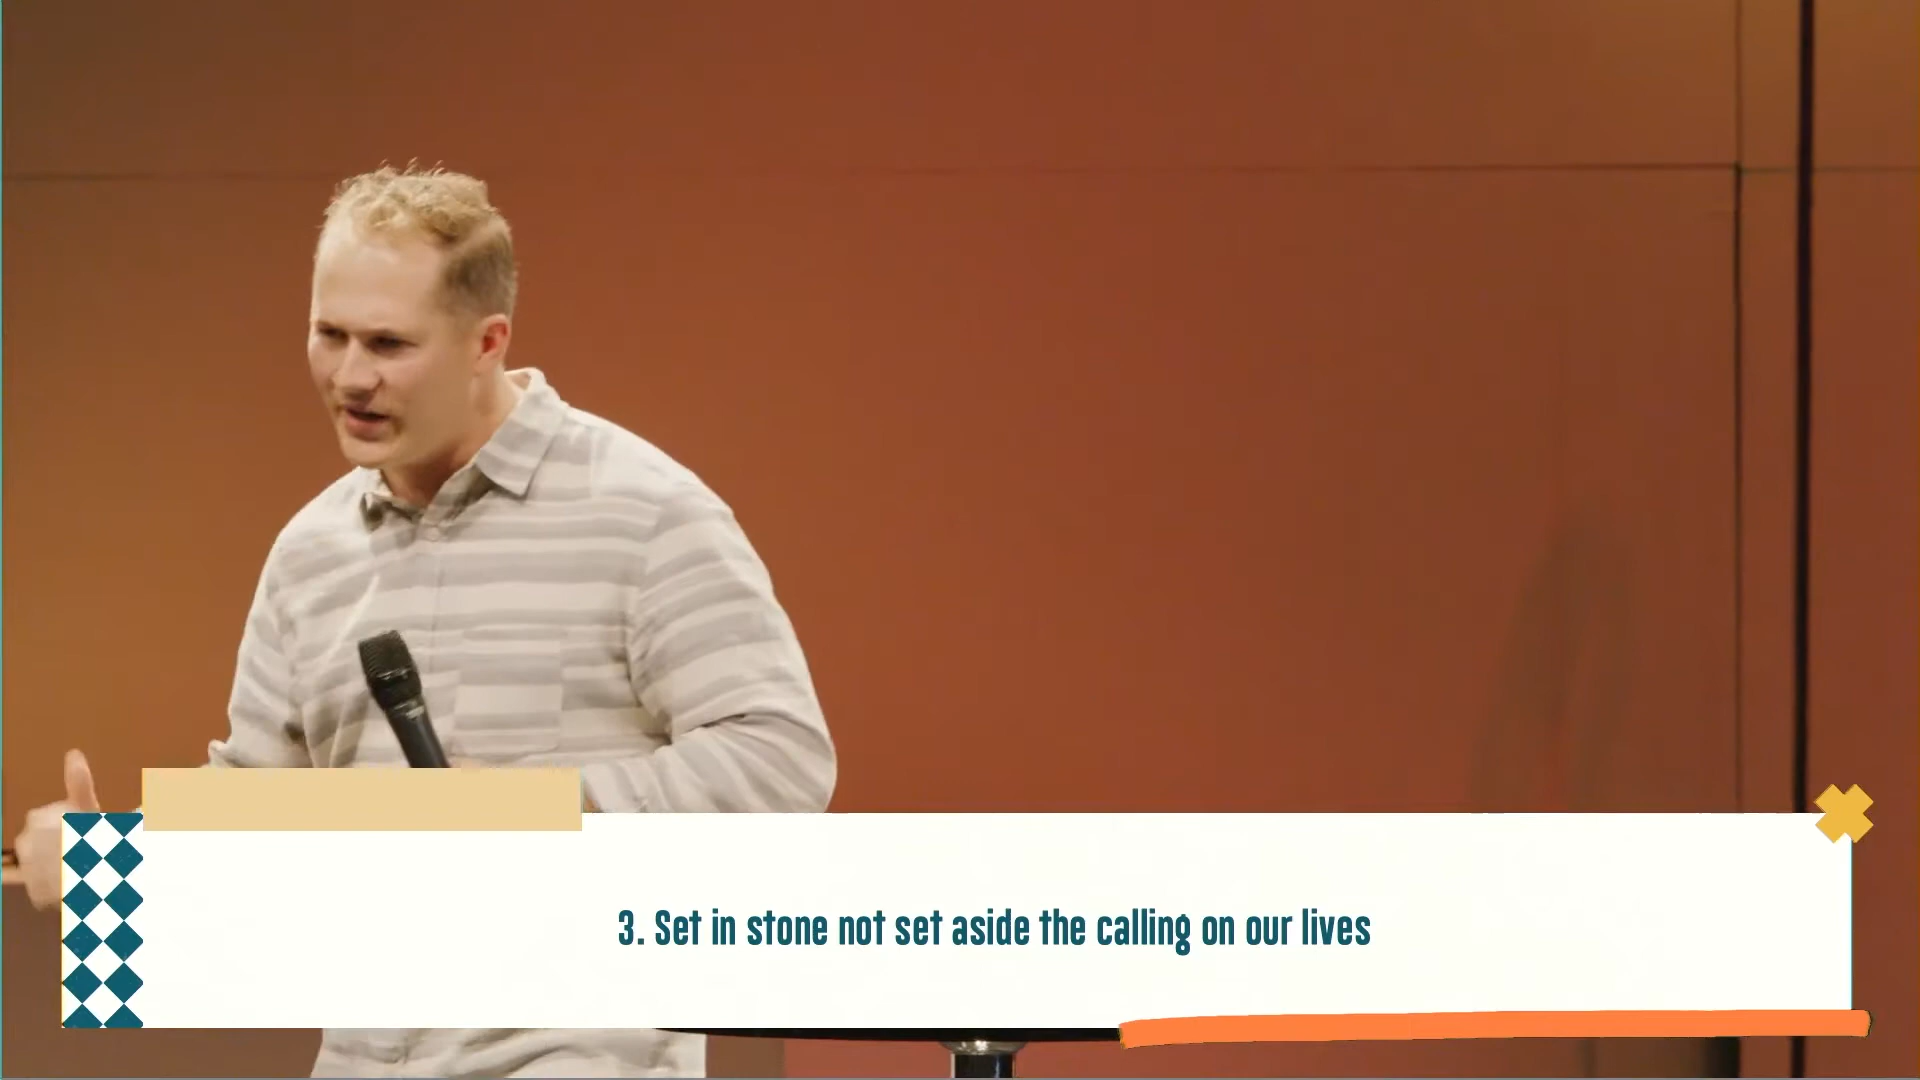 3. Set in stone not set aside the calling on our lives